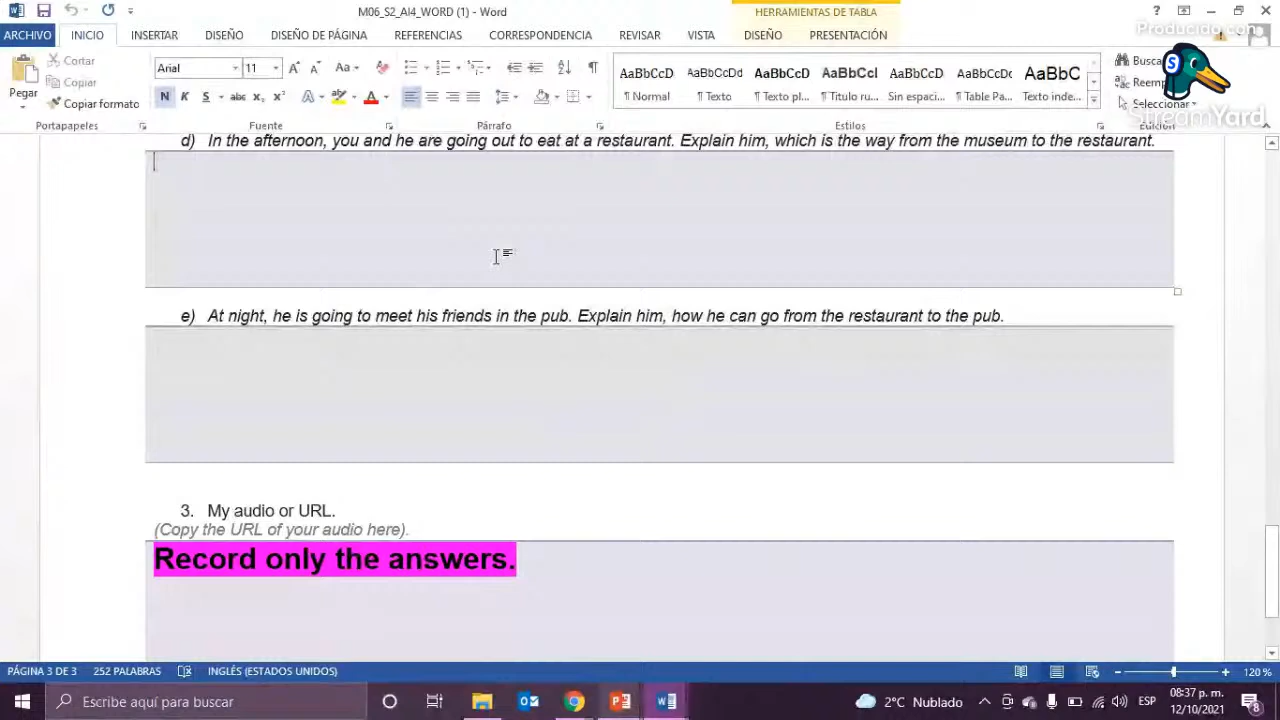 M06_S2_AI4_WORD (1) - Word
HERRAMIENTAS DE TABLA
ARCHIVO INICIO INSERTAR DISEÑO DISEÑO DE PÁGINA REFERENCIAS CORRESPONDENCIA REVISAR VISTA DISEÑO PRESENTACIÓN
Producido con
StreamYard
Pegar
Cortar
Copiar
Copiar formato
Portapapeles
Arial 11
N K S abc x₂ x²
Fuente
Párrafo
AaBbCcD AaBbCcDd AaBbCcD AaBbCcI AaBbCcD AaBbCcDc AaBbC
¶ Normal ¶ Texto ¶ Texto pl... ¶ Título ru... ¶ Sin espaci... ¶ Table Pa... Texto inde...
Estilos
Seleccionar
d) In the afternoon, you and he are going out to eat at a restaurant. Explain him, which is the way from the museum to the restaurant.
e) At night, he is going to meet his friends in the pub. Explain him, how he can go from the restaurant to the pub.
3. My audio or URL.
(Copy the URL of your audio here).
Record only the answers.
PÁGINA 3 DE 3 252 PALABRAS INGLÉS (ESTADOS UNIDOS) 120 %
Escribe aquí para buscar
2°C Nublado
ESP
08:37 p. m.
12/10/2021
8